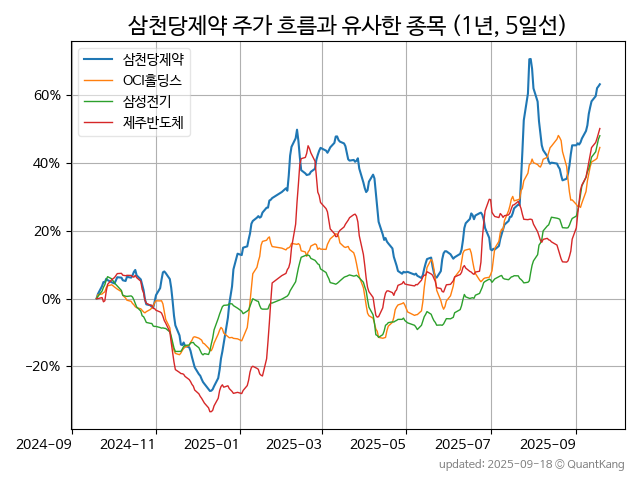 삼천당제약 주가 흐름과 유사한 종목 (1년, 5일선)
삼천당제약
OCI홀딩스
삼성전기
제주반도체
60%
40%
20%
0%
−20%
2024-09
2024-11
2025-01
2025-03
2025-05
2025-07
2025-09
updated: 2025-09-18 © QuantKang